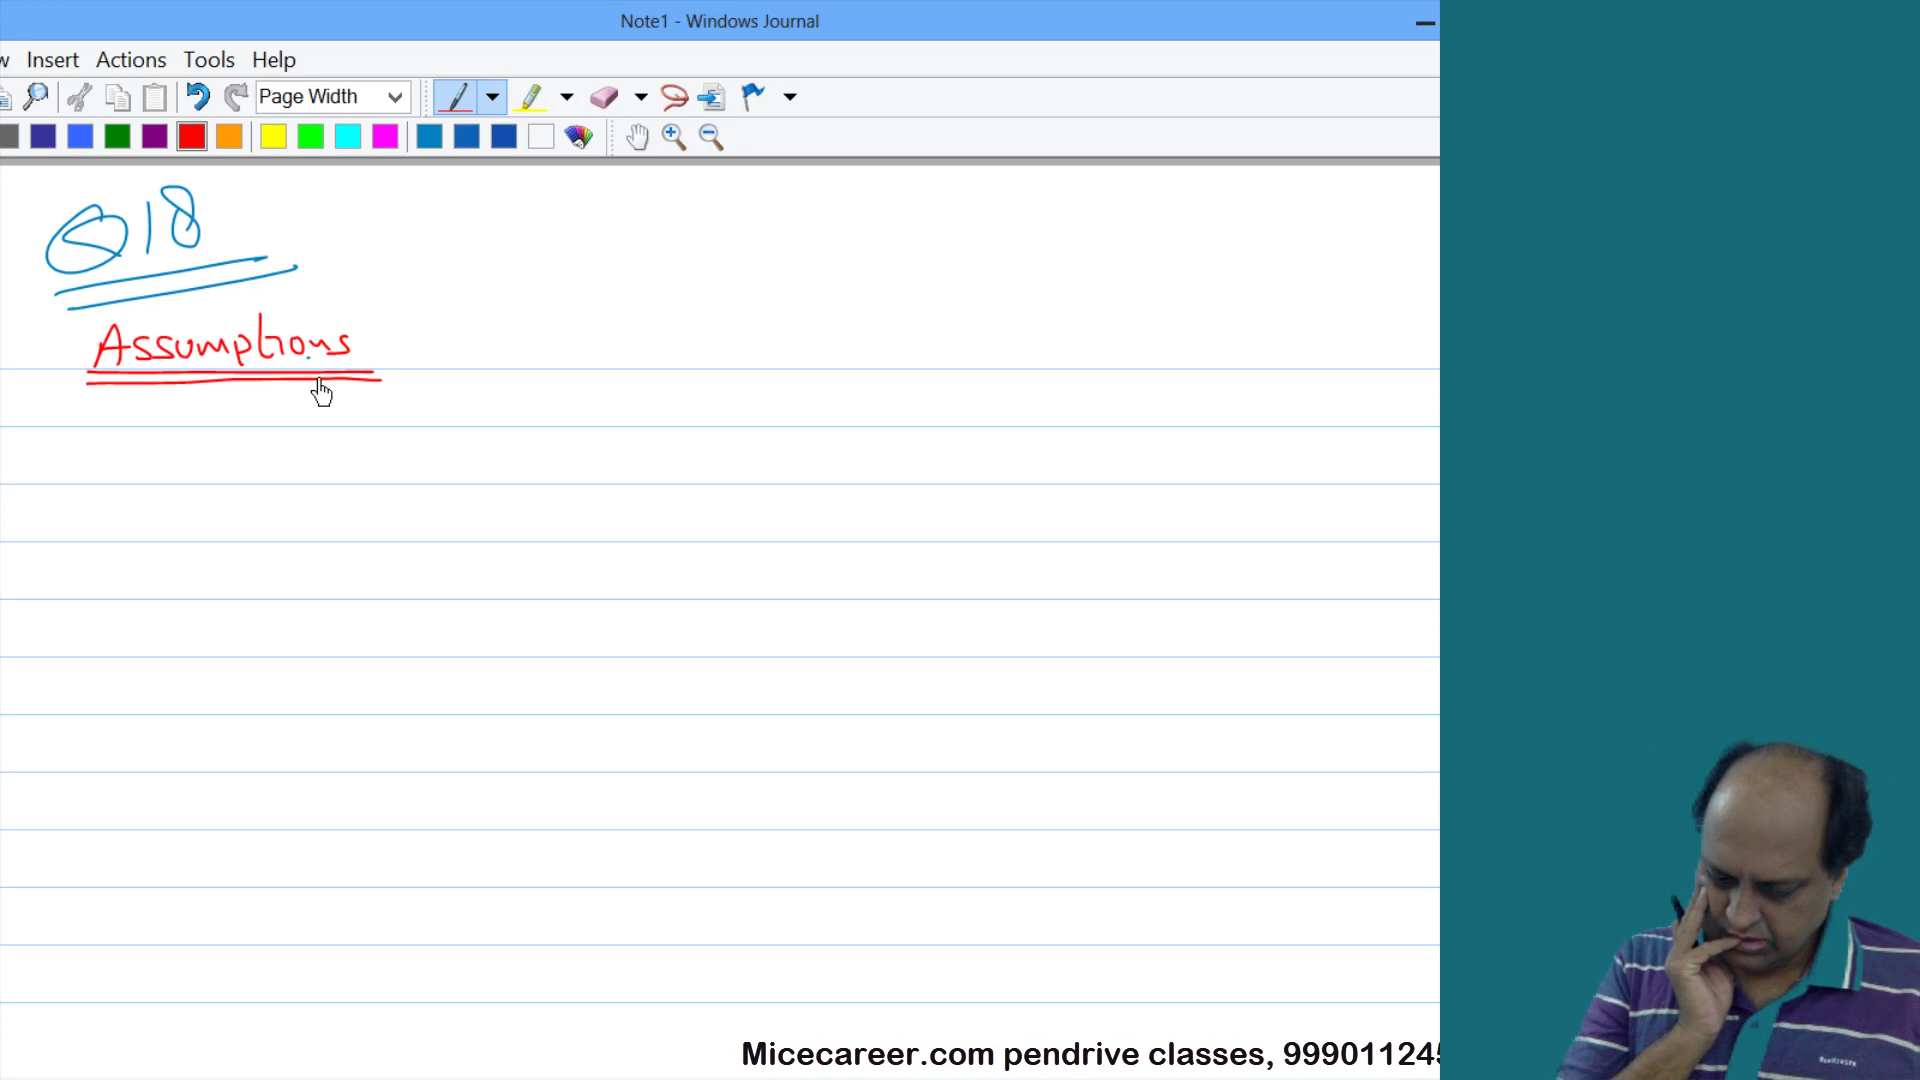 Note1 - Windows Journal
w Insert Actions Tools Help
Page Width
Q18
Assumptions
Micecareer.com pendrive classes, 99901124